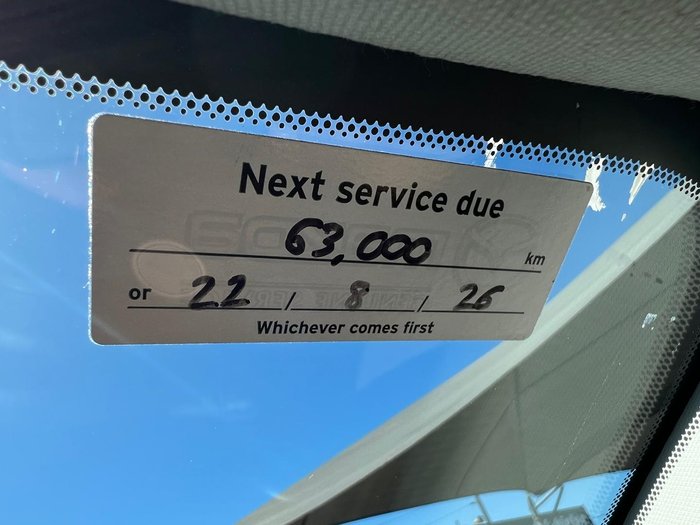 Next service due
63,000 km
or 22 / 8 / 26
Whichever comes first